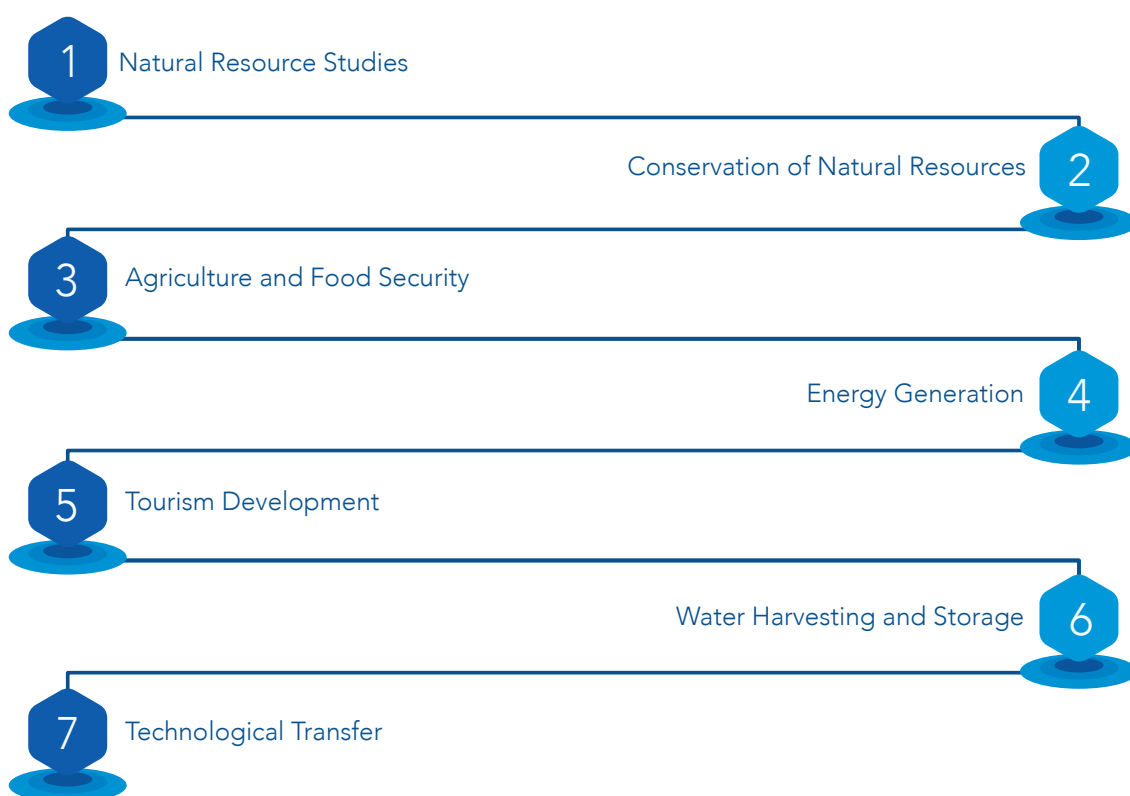 1
Natural Resource Studies
Conservation of Natural Resources
2
3
Agriculture and Food Security
Energy Generation
4
5
Tourism Development
Water Harvesting and Storage
6
7
Technological Transfer